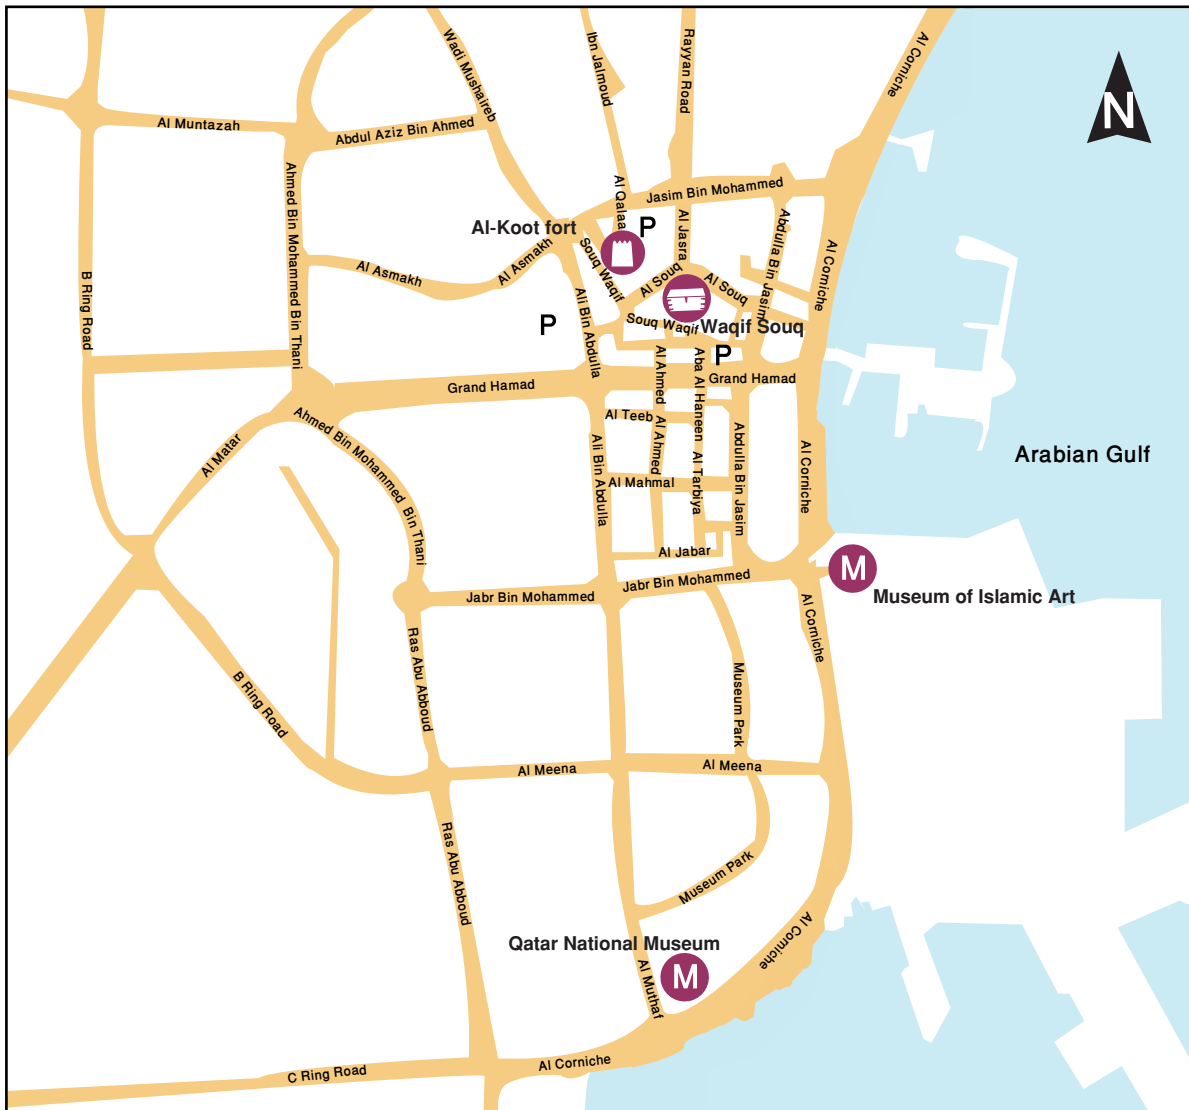 Wadi Mushaireb
Ibn Jalmoud
Rayyan Road
Al Corniche
N
Al Muntazah
Abdul Aziz Bin Ahmed
Ahmed Bin Mohammed Bin Thani
Al Qalaa
Jasim Bin Mohammed
P
Al Jasra
Abdulla Bin Jasim
Al-Koot fort
Al Corniche
Al Asmakh
Al Asmakh
Souq Waqif
Al Souq
Al Souq
B Ring Road
Ali Bin Abdulla
P
Souq Waqif
Waqif Souq
P
Al Ahmed
Aba Al Haneen
Grand Hamad
Grand Hamad
Al Teeb
Al Ahmed
Ahmed Bin Mohammed Bin Thani
Al Matar
Ali Bin Abdulla
Abdulla Bin Jasim
Al Corniche
Arabian Gulf
Al Mahmal
Al Tarbiya
Al Jabar
M
Jabr Bin Mohammed
Jabr Bin Mohammed
Museum of Islamic Art
Al Corniche
Ras Abu Abboud
B Ring Road
Museum Park
Al Meena
Al Meena
Ras Abu Abboud
Museum Park
Al Corniche
Qatar National Museum
M
Al Muthaf
Al Corniche
C Ring Road